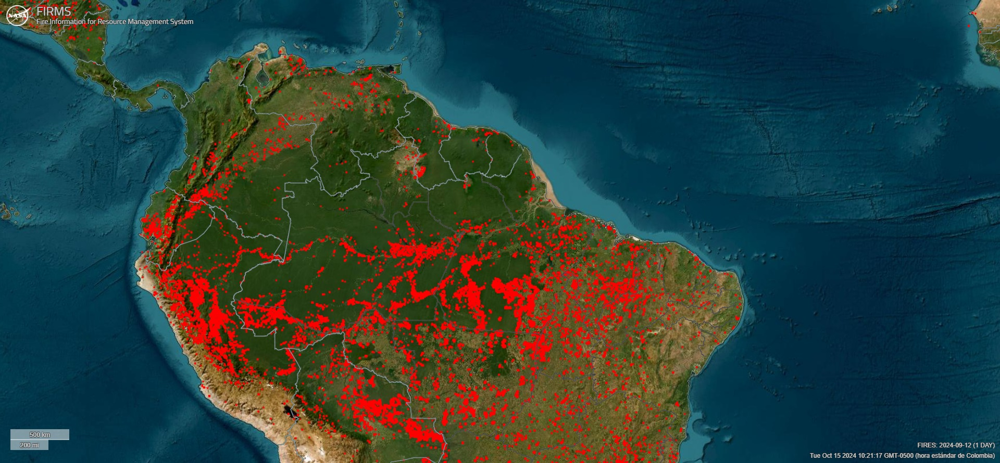 NASA
FIRMS
Fire Information for Resource Management System
500 km
200 mi
FIRES: 2024-09-12 (1 DAY)
Tue Oct 15 2024 10:21:17 GMT-0500 (hora estándar de Colombia)